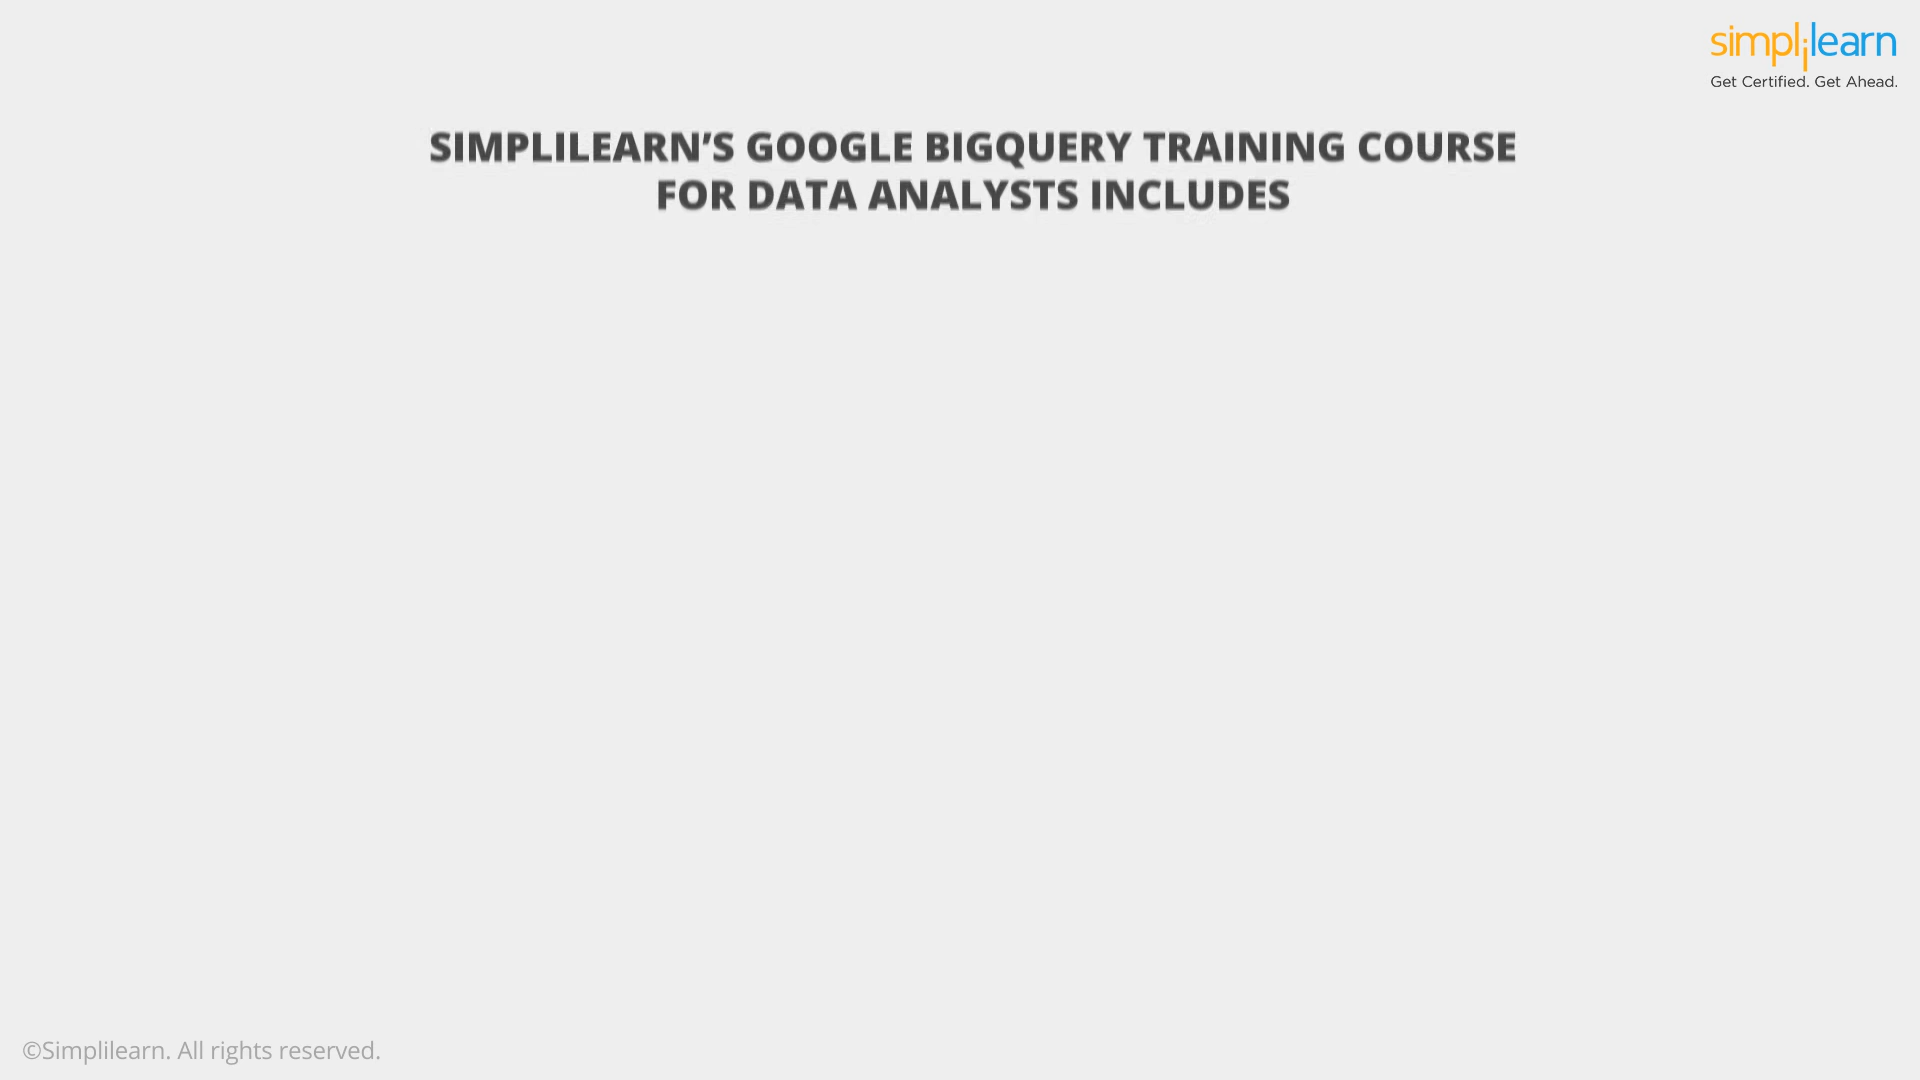 simplilearn
Get Certified. Get Ahead.
SIMPLILEARN’S GOOGLE BIGQUERY TRAINING COURSE
FOR DATA ANALYSTS INCLUDES
©Simplilearn. All rights reserved.